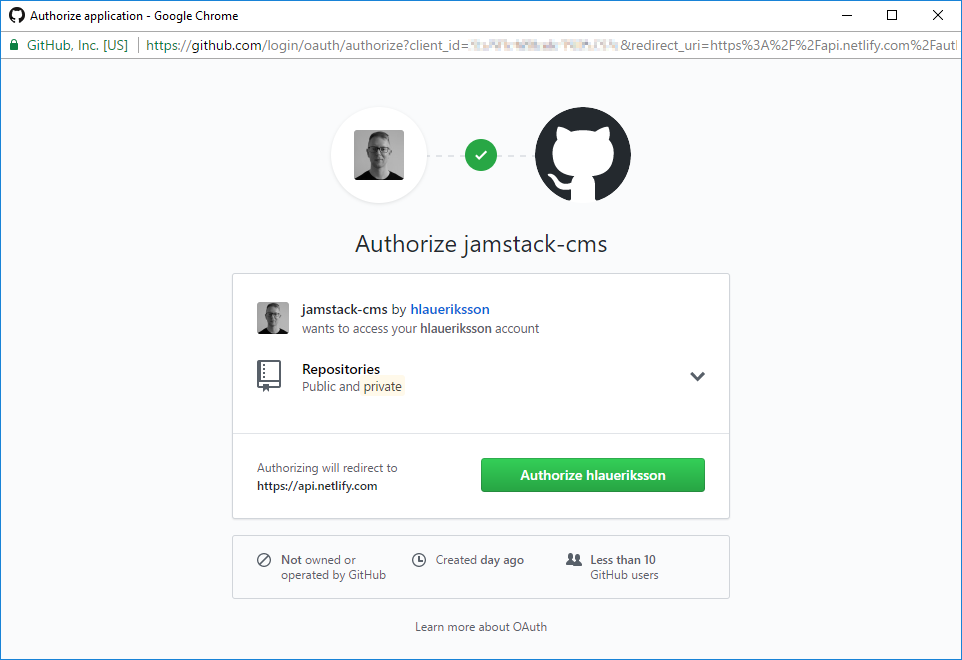 Authorize application - Google Chrome
GitHub, Inc. [US] https://github.com/login/oauth/authorize?client_id= &redirect_uri=https%3A%2F%2Fapi.netlify.com%2Faut
Authorize jamstack-cms
jamstack-cms by hlaueriksson
wants to access your hlaueriksson account
Repositories
Public and private
Authorizing will redirect to
https://api.netlify.com
Authorize hlaueriksson
Not owned or
operated by GitHub
Created day ago
Less than 10
GitHub users
Learn more about OAuth